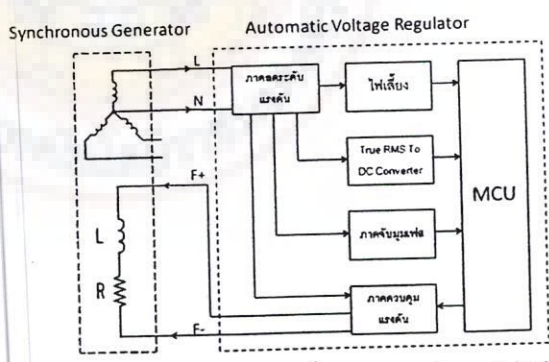 Synchronous Generator
Automatic Voltage Regulator
L
N
ภาคลดระดับ
แรงดัน
ไฟเลี้ยง
True RMS To
DC Converter
MCU
F+
L
ภาคจับมุมเฟส
R
ภาคควบคุม
แรงดัน
F-